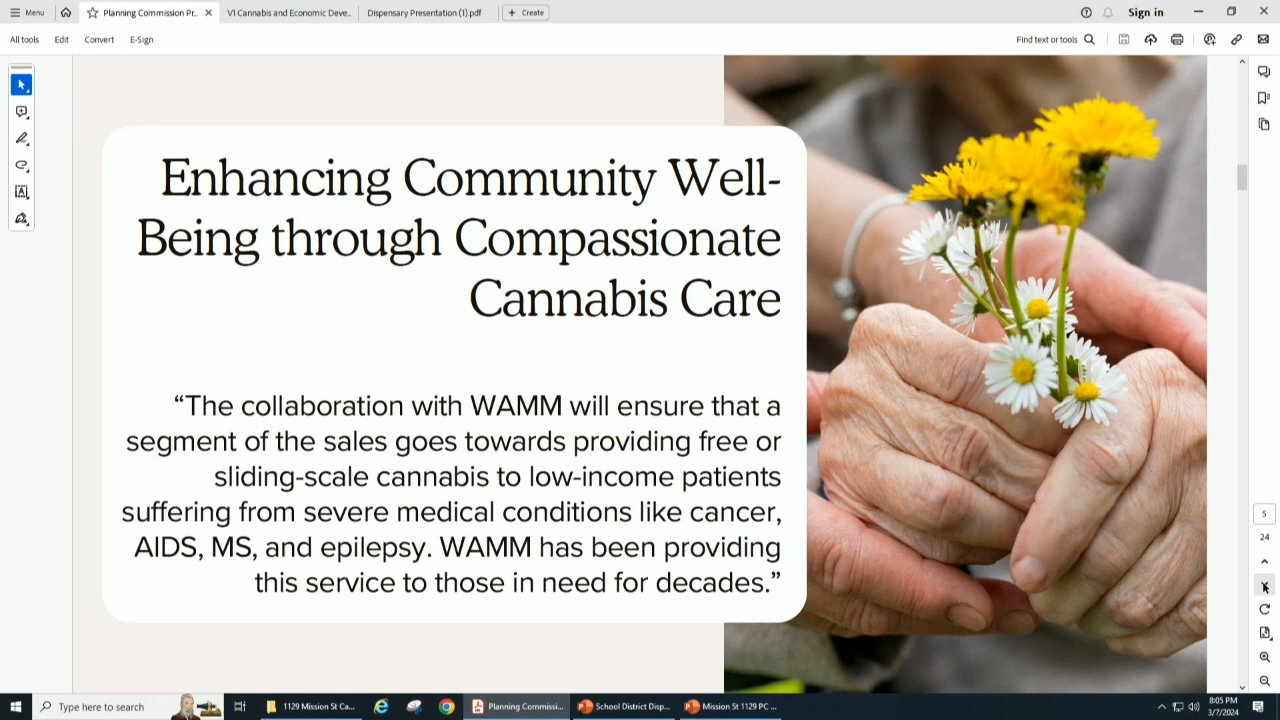 Menu
Planning Commission Pr...
VI Cannabis and Economic Deve...
Dispensary Presentation (1).pdf
Create
Sign in
All tools
Edit
Convert
E-Sign
Find text or tools
Enhancing Community Well-
Being through Compassionate
Cannabis Care
“The collaboration with WAMM will ensure that a
segment of the sales goes towards providing free or
sliding-scale cannabis to low-income patients
suffering from severe medical conditions like cancer,
AIDS, MS, and epilepsy. WAMM has been providing
this service to those in need for decades.”
5
24
Type here to search
1129 Mission St Ca...
Planning Commissi...
School District Disp...
Mission St 1129 PC ...
8:05 PM
3/7/2024